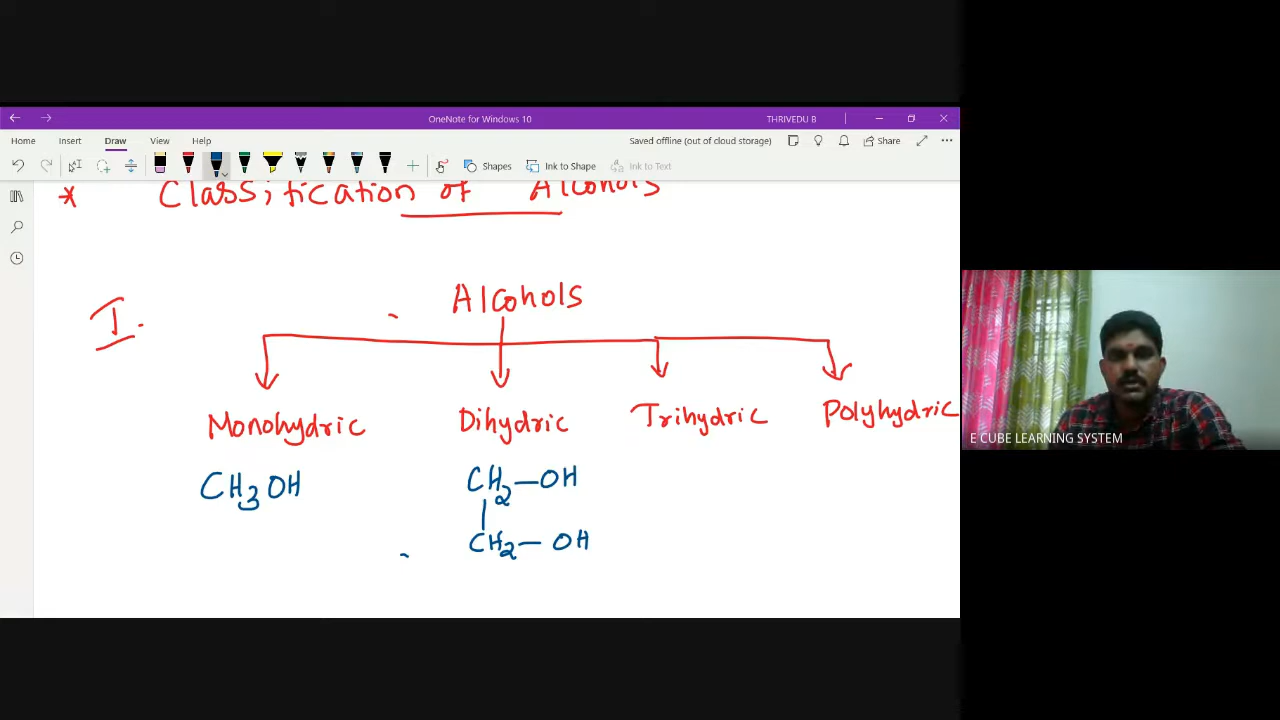 OneNote for Windows 10 THRIVEDU B
Home Insert Draw View Help Saved offline (out of cloud storage) Share
Shapes Ink to Shape Ink to Text
* Classification of Alcohols
I.
Alcohols
Monohydric Dihydric Trihydric Polyhydric
CH3OH CH2—OH
CH2—OH
E CUBE LEARNING SYSTEM